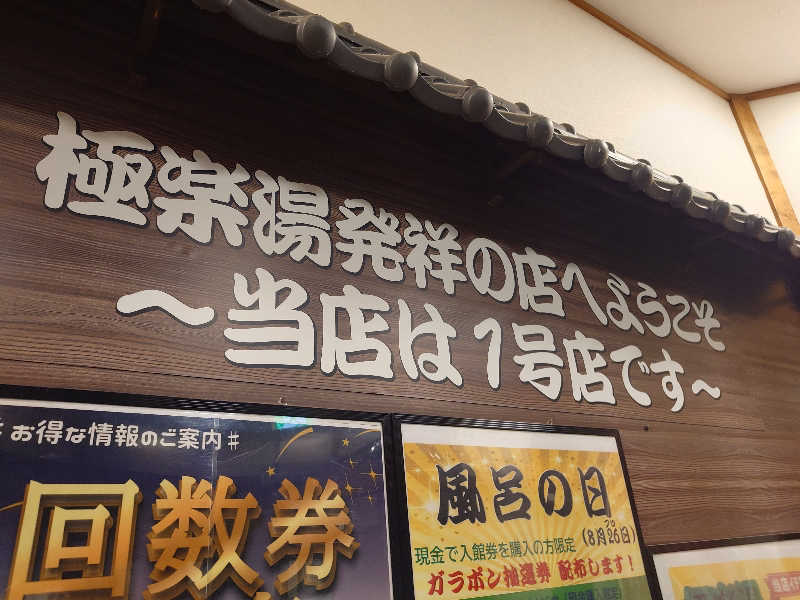 極楽湯発祥の店へようこそ
～当店は1号店です～
♯お得な情報のご案内♯
回数券
風呂の日
フロ
(8月26日)
現金で入館券を購入の方限定
ガラポン抽選券 配布します!